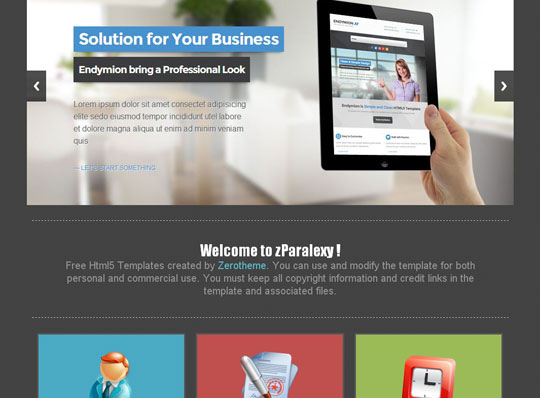 Solution for Your Business
Endymion bring a Professional Look
Lorem ipsum dolor sit amet consectet adipisicing
elite sedo eiusmod tempor incididunt utel labore
et dolore magna aliqua ut enim ad minim veniam
quis
— LET'S START SOMETHING
ENDYMION.AT
Welcome to zParalexy !
Free Html5 Templates created by Zerotheme. You can use and modify the template for both
personal and commercial use. You must keep all copyright information and credit links in the
template and associated files.